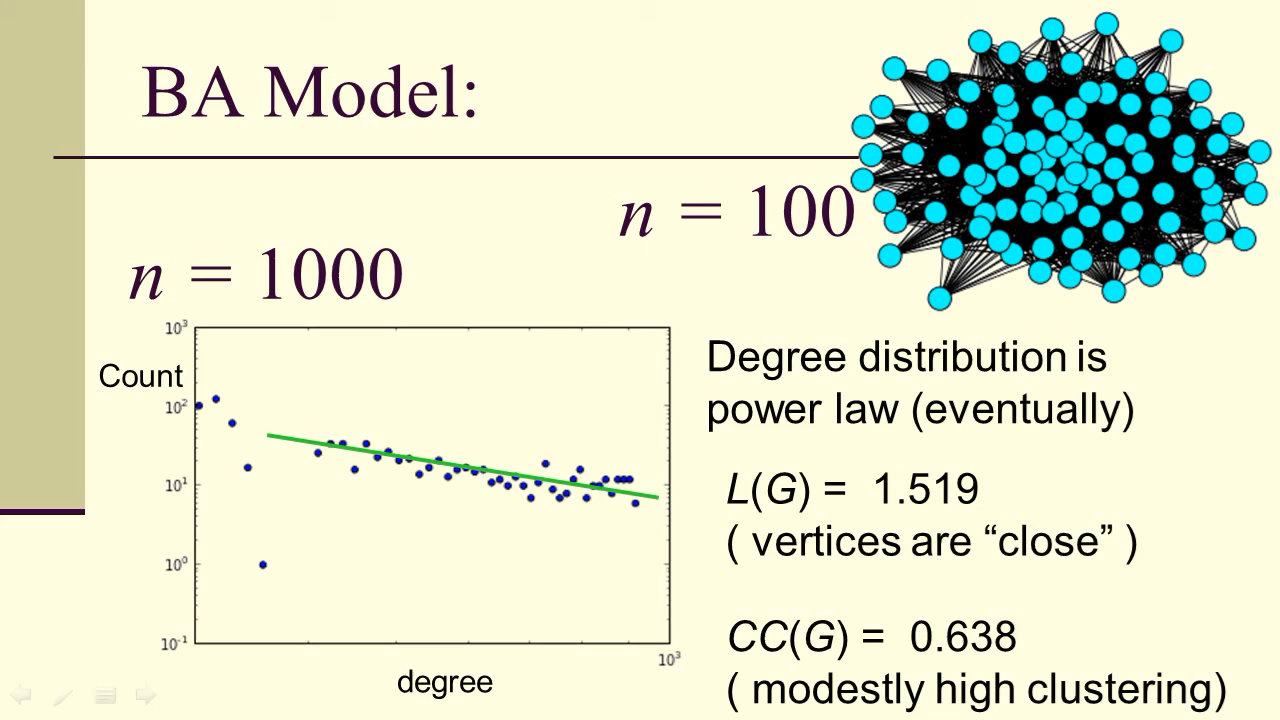 BA Model:
n = 100
n = 1000
10³
Count
10²
10¹
10⁰
10⁻¹
10³
degree
Degree distribution is
power law (eventually)
L(G) = 1.519
( vertices are “close” )
CC(G) = 0.638
( modestly high clustering)